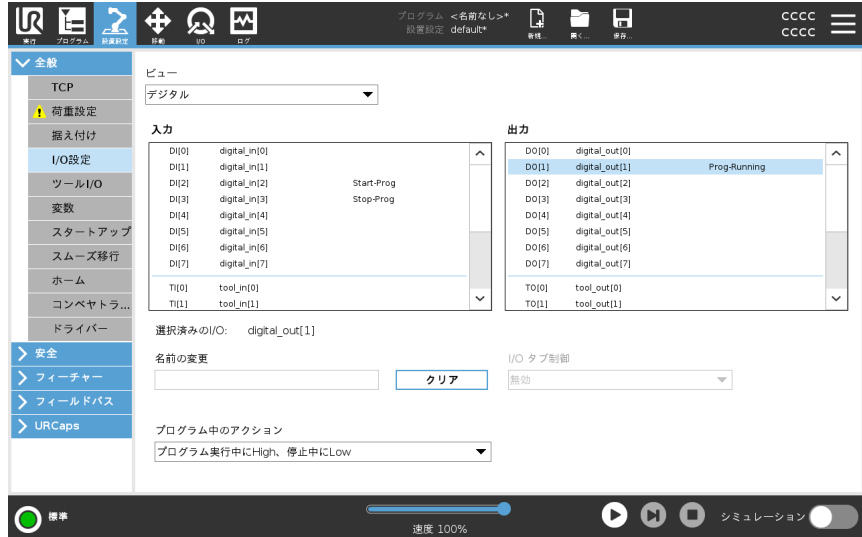 UR
プログラム <名前なし>*
設置設定 default*
cccc
cccc
実行 プログラム 設置設定 移動 I/O ログ
新規... 開く... 保存...
全般
TCP
荷重設定
据え付け
I/O設定
ツールI/O
変数
スタートアップ
スムーズ移行
ホーム
コンベヤトラ...
ドライバー
安全
フィーチャー
フィールドバス
URCaps
ビュー
デジタル
入力
DI[0] digital_in[0]
DI[1] digital_in[1]
DI[2] digital_in[2] Start-Prog
DI[3] digital_in[3] Stop-Prog
DI[4] digital_in[4]
DI[5] digital_in[5]
DI[6] digital_in[6]
DI[7] digital_in[7]
TI[0] tool_in[0]
TI[1] tool_in[1]
出力
DO[0] digital_out[0]
DO[1] digital_out[1] Prog-Running
DO[2] digital_out[2]
DO[3] digital_out[3]
DO[4] digital_out[4]
DO[5] digital_out[5]
DO[6] digital_out[6]
DO[7] digital_out[7]
TO[0] tool_out[0]
TO[1] tool_out[1]
選択済みのI/O: digital_out[1]
名前の変更
クリア
I/O タブ制御
無効
プログラム中のアクション
プログラム実行中にHigh、停止中にLow
標準
速度 100%
シミュレーション